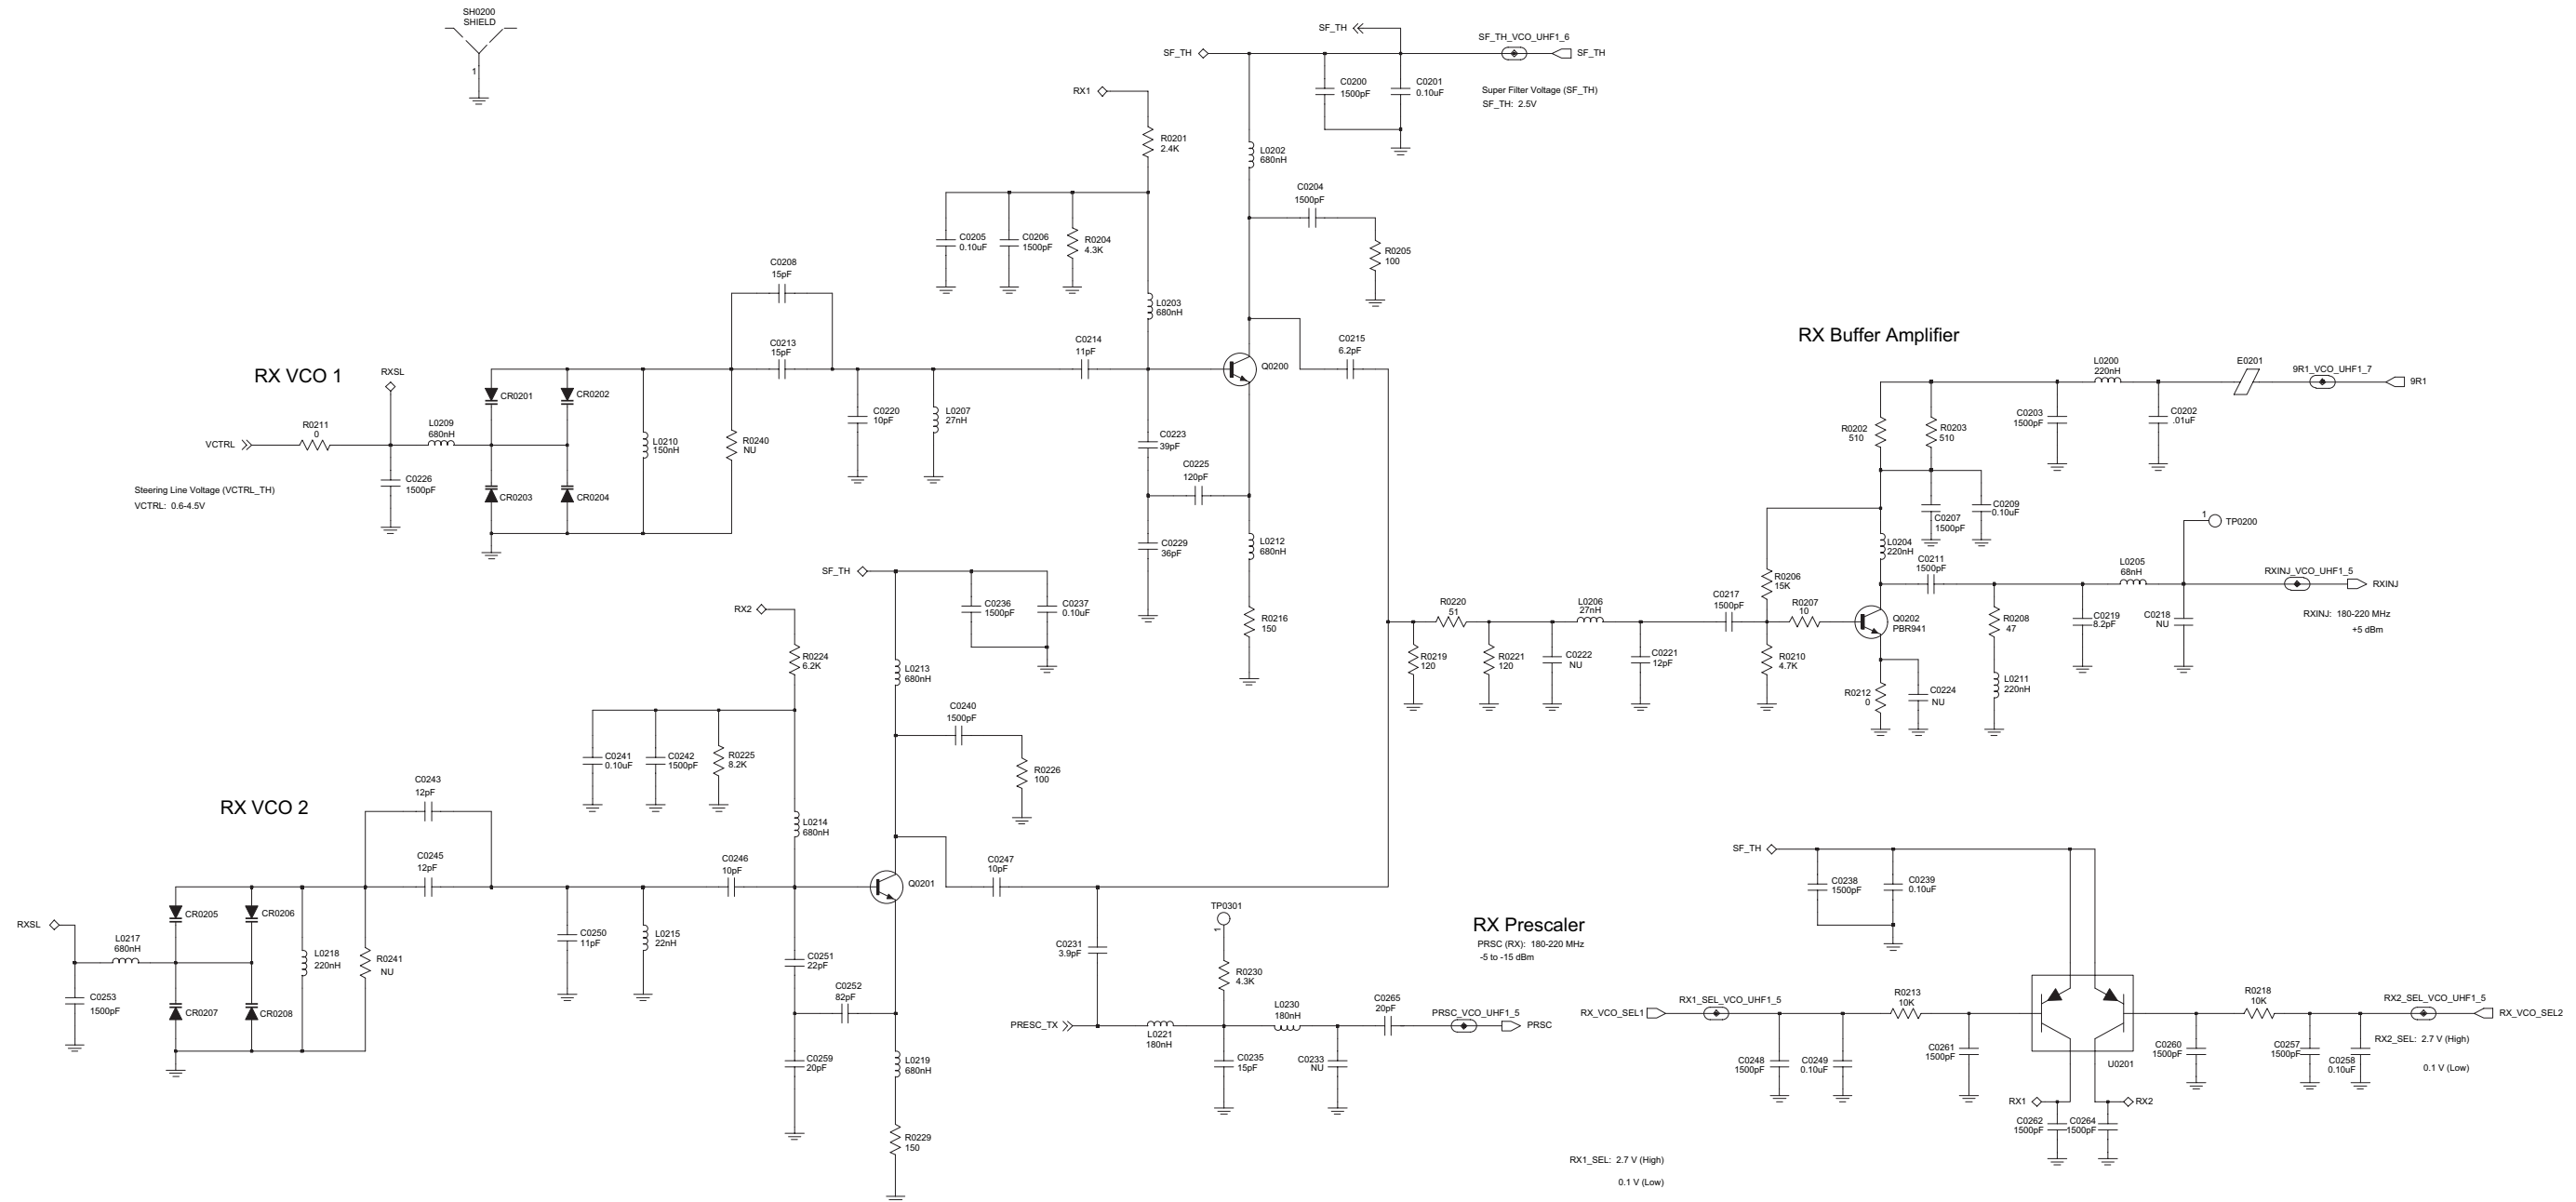 SH0200
SHIELD
1
SF_TH
SF_TH
SF_TH_VCO_UHF1_6
SF_TH
C0200
1500pF
C0201
0.10uF
Super Filter Voltage (SF_TH)
SF_TH: 2.5V
RX1
R0201
2.4K
L0202
680nH
C0204
1500pF
R0205
100
C0205
0.10uF
C0206
1500pF
R0204
4.3K
L0203
680nH
C0208
15pF
C0213
15pF
C0214
11pF
Q0200
C0215
6.2pF
RX VCO 1
RXSL
R0211
0
L0209
680nH
VCTRL
CR0201
CR0202
CR0203
CR0204
C0226
1500pF
Steering Line Voltage (VCTRL_TH)
VCTRL: 0.6-4.5V
L0210
150nH
R0240
NU
C0220
10pF
L0207
27nH
C0223
39pF
C0225
120pF
C0229
36pF
L0212
680nH
R0216
150
RX Buffer Amplifier
L0200
220nH
E0201
9R1_VCO_UHF1_7
9R1
C0203
1500pF
C0202
.01uF
R0202
510
R0203
510
C0207
1500pF
C0209
0.10uF
1
TP0200
L0204
220nH
C0211
1500pF
L0205
68nH
RXINJ_VCO_UHF1_5
RXINJ
RXINJ: 180-220 MHz
+5 dBm
R0206
15K
R0207
10
Q0202
PBR941
R0208
47
C0219
8.2pF
C0218
NU
R0220
51
L0206
27nH
C0217
1500pF
R0219
120
R0221
120
C0222
NU
C0221
12pF
R0210
4.7K
R0212
0
C0224
NU
L0211
220nH
SF_TH
C0236
1500pF
C0237
0.10uF
RX2
R0224
6.2K
L0213
680nH
C0240
1500pF
R0226
100
C0241
0.10uF
C0242
1500pF
R0225
8.2K
L0214
680nH
RX VCO 2
C0243
12pF
C0245
12pF
C0246
10pF
Q0201
C0247
10pF
RXSL
L0217
680nH
CR0205
CR0206
CR0207
CR0208
C0253
1500pF
L0218
220nH
R0241
NU
C0250
11pF
L0215
22nH
C0251
22pF
C0252
82pF
C0259
20pF
L0219
680nH
R0229
150
C0231
3.9pF
PRESC_TX
L0221
180nH
TP0301
1
R0230
4.3K
L0230
180nH
C0235
15pF
C0233
NU
C0265
20pF
PRSC_VCO_UHF1_5
PRSC
RX Prescaler
PRSC (RX): 180-220 MHz
-5 to -15 dBm
SF_TH
C0238
1500pF
C0239
0.10uF
RX_VCO_SEL1
RX1_SEL_VCO_UHF1_5
R0213
10K
C0248
1500pF
C0249
0.10uF
C0261
1500pF
U0201
RX1
RX2
C0262
1500pF
C0264
1500pF
R0218
10K
C0260
1500pF
C0257
1500pF
C0258
0.10uF
RX2_SEL_VCO_UHF1_5
RX_VCO_SEL2
RX2_SEL: 2.7 V (High)
0.1 V (Low)
RX1_SEL: 2.7 V (High)
0.1 V (Low)